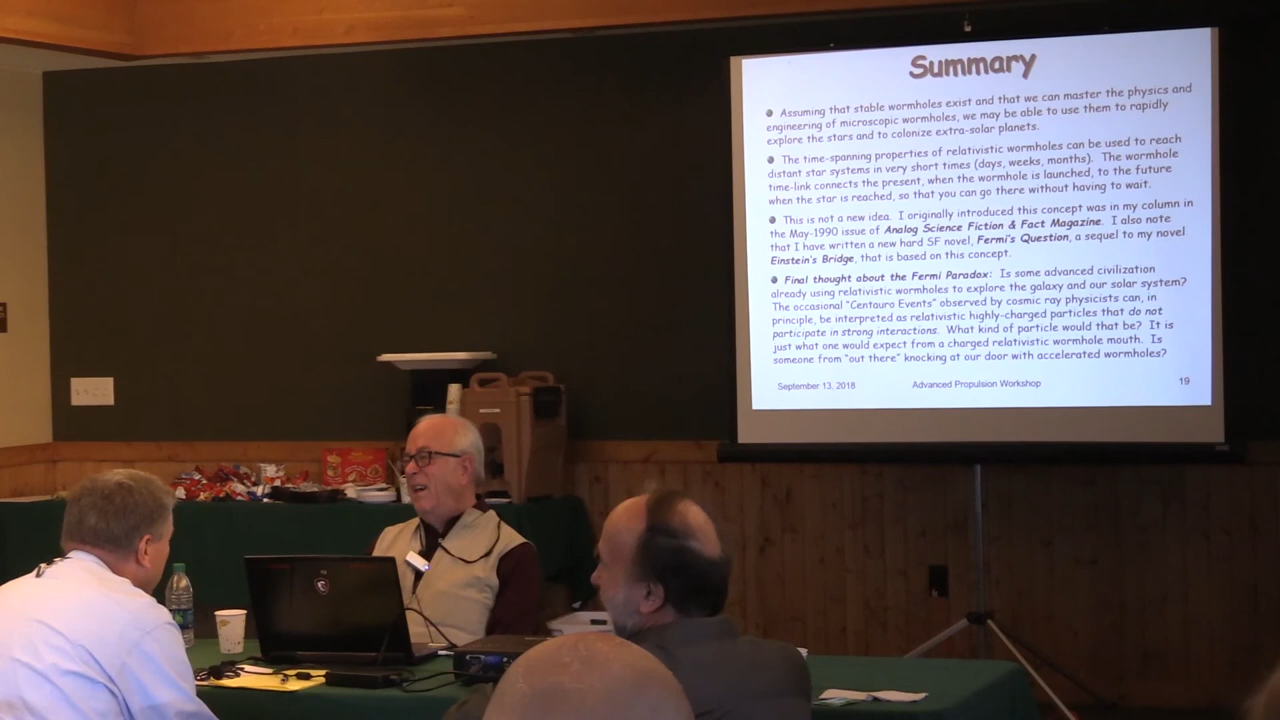 Summary
Assuming that stable wormholes exist and that we can master the physics and
engineering of microscopic wormholes, we may be able to use them to rapidly
explore the stars and to colonize extra-solar planets.
The time-spanning properties of relativistic wormholes can be used to reach
distant star systems in very short times (days, weeks, months). The wormhole
time-link connects the present, when the wormhole is launched, to the future
when the star is reached, so that you can go there without having to wait.
This is not a new idea. I originally introduced this concept was in my column in
the May-1990 issue of Analog Science Fiction & Fact Magazine. I also note
that I have written a new hard SF novel, Fermi's Question, a sequel to my novel
Einstein's Bridge, that is based on this concept.
Final thought about the Fermi Paradox: Is some advanced civilization
already using relativistic wormholes to explore the galaxy and our solar system?
The occasional "Centauro Events" observed by cosmic ray physicists can, in
principle, be interpreted as relativistic highly-charged particles that do not
participate in strong interactions. What kind of particle would that be? It is
just what one would expect from a charged relativistic wormhole mouth. Is
someone from "out there" knocking at our door with accelerated wormholes?
September 13, 2018 Advanced Propulsion Workshop 19